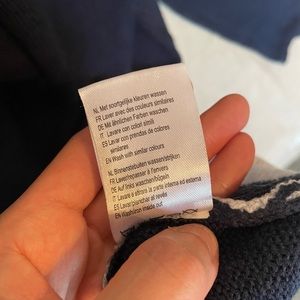 NL Met soortgelijke kleuren wassen
FR Laver avec des couleurs similaires
DE Mit ähnlichen Farben waschen
IT Lavare con colori simili
ES Lavar con prendas de colores
similares
EN Wash with similar colours
NL Binnenstebuiten wassen/strijken
FR Laver/repasser à l'envers
DE Auf links waschen/bügeln
IT Lavare e stirare la parte interna ed esterna
ES Lavar/planchar al revés
EN Wash/iron inside out